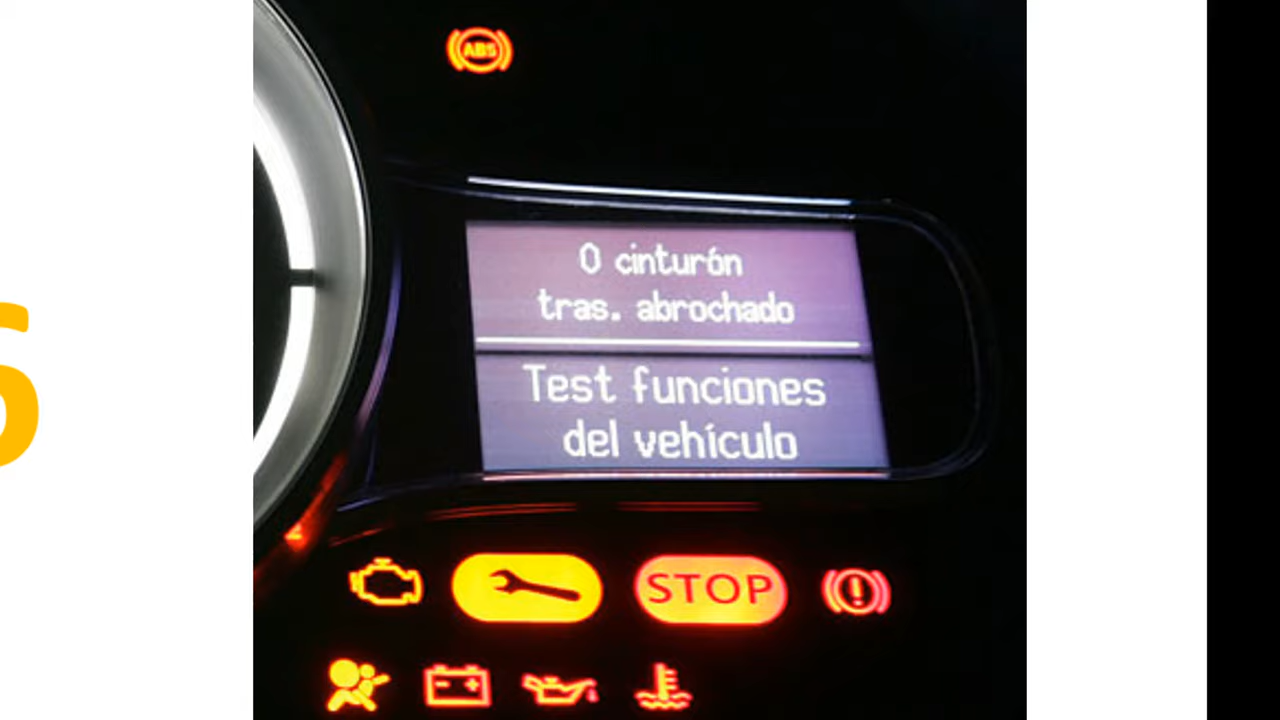 ABS
0 cinturón
tras. abrochado
Test funciones
del vehículo
STOP